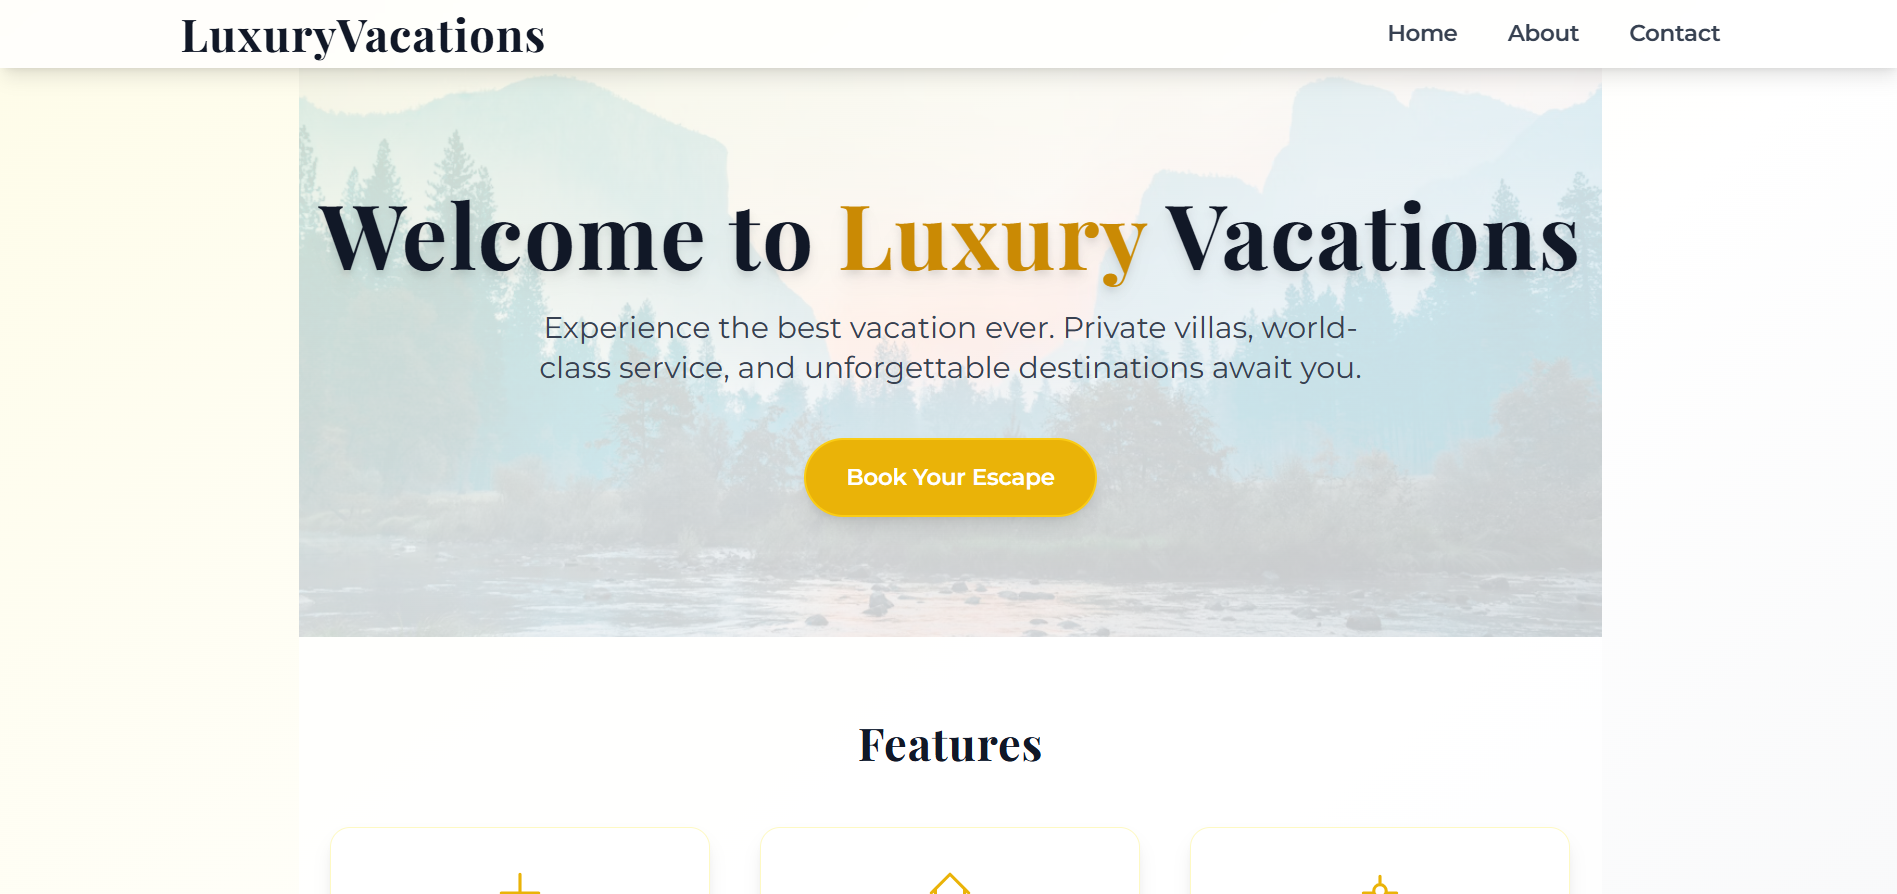 LuxuryVacations
Home About Contact
Welcome to Luxury Vacations
Experience the best vacation ever. Private villas, world-
class service, and unforgettable destinations await you.
Book Your Escape
Features